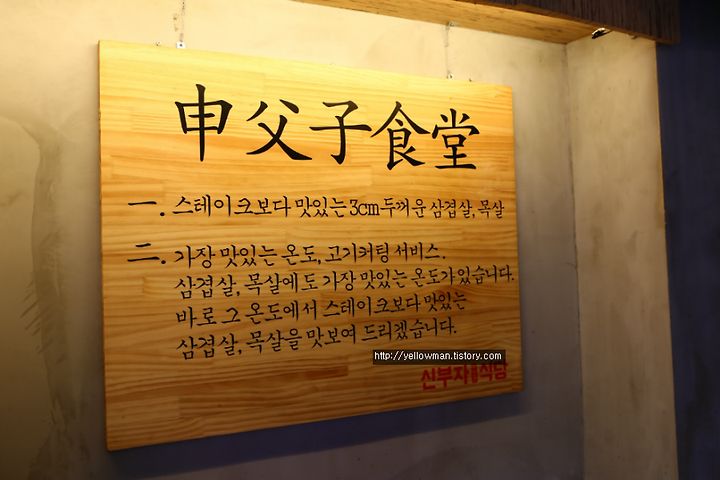 申父子食堂
一. 스테이크보다 맛있는 3cm 두꺼운 삼겹살, 목살
二. 가장 맛있는 온도, 고기커팅 서비스.
삼겹살, 목살에도 가장 맛있는 온도가 있습니다.
바로 그 온도에서 스테이크보다 맛있는
삼겹살, 목살을 맛보여 드리겠습니다.
http://yellowman.tistory.com
신부자 식당